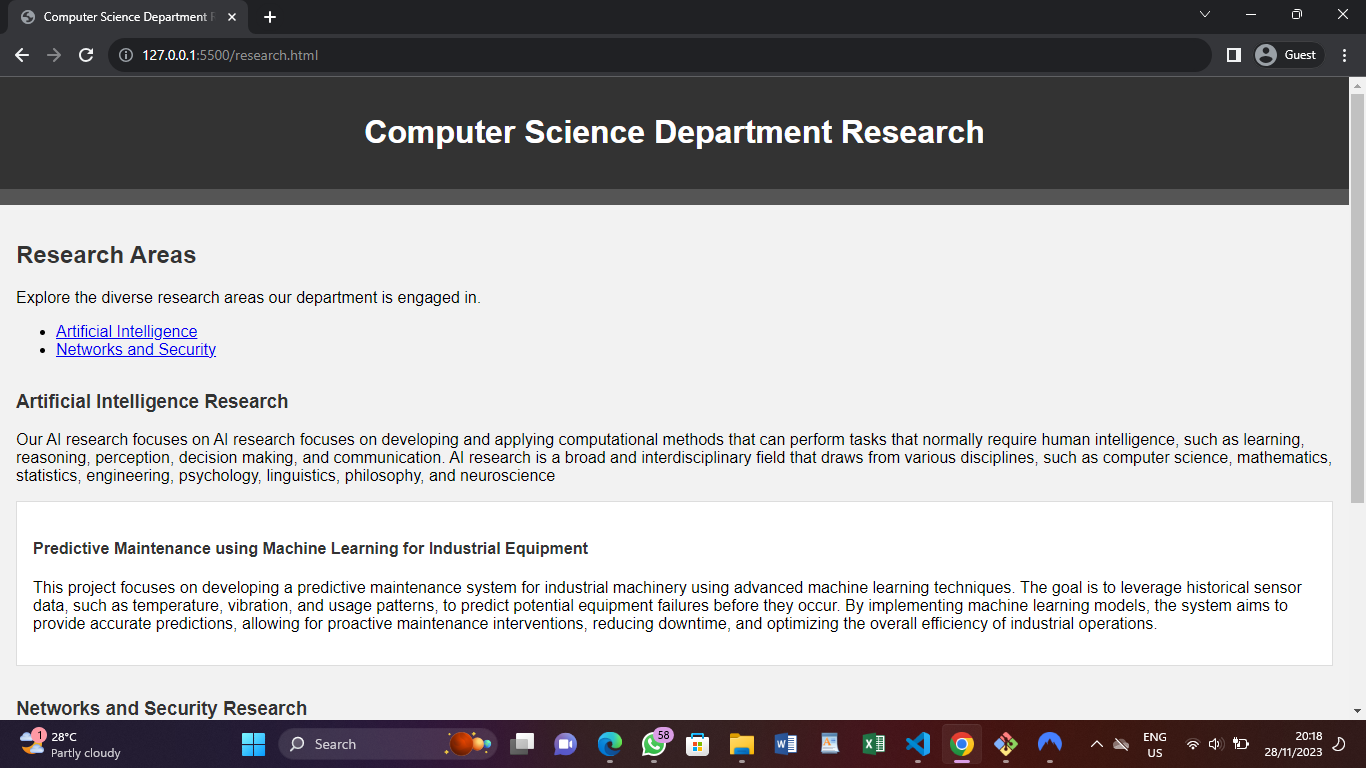 Computer Science Department R
127.0.0.1:5500/research.html
Guest
Computer Science Department Research
Research Areas
Explore the diverse research areas our department is engaged in.
Artificial Intelligence
Networks and Security
Artificial Intelligence Research
Our AI research focuses on AI research focuses on developing and applying computational methods that can perform tasks that normally require human intelligence, such as learning,
reasoning, perception, decision making, and communication. AI research is a broad and interdisciplinary field that draws from various disciplines, such as computer science, mathematics,
statistics, engineering, psychology, linguistics, philosophy, and neuroscience
Predictive Maintenance using Machine Learning for Industrial Equipment
This project focuses on developing a predictive maintenance system for industrial machinery using advanced machine learning techniques. The goal is to leverage historical sensor
data, such as temperature, vibration, and usage patterns, to predict potential equipment failures before they occur. By implementing machine learning models, the system aims to
provide accurate predictions, allowing for proactive maintenance interventions, reducing downtime, and optimizing the overall efficiency of industrial operations.
Networks and Security Research
1
28°C
Partly cloudy
Search
58
ENG
US
20:18
28/11/2023